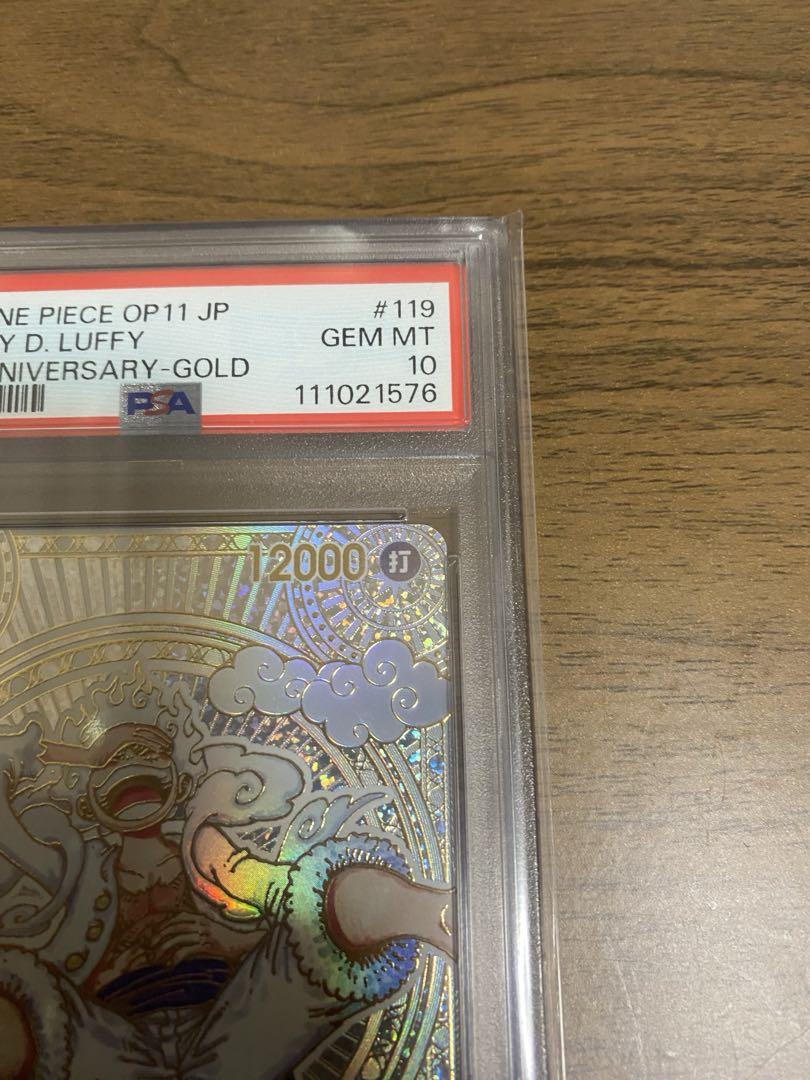 NE PIECE OP11 JP #119
Y D. LUFFY GEM MT
NIVERSARY-GOLD 10
PSA 111021576
12000 打